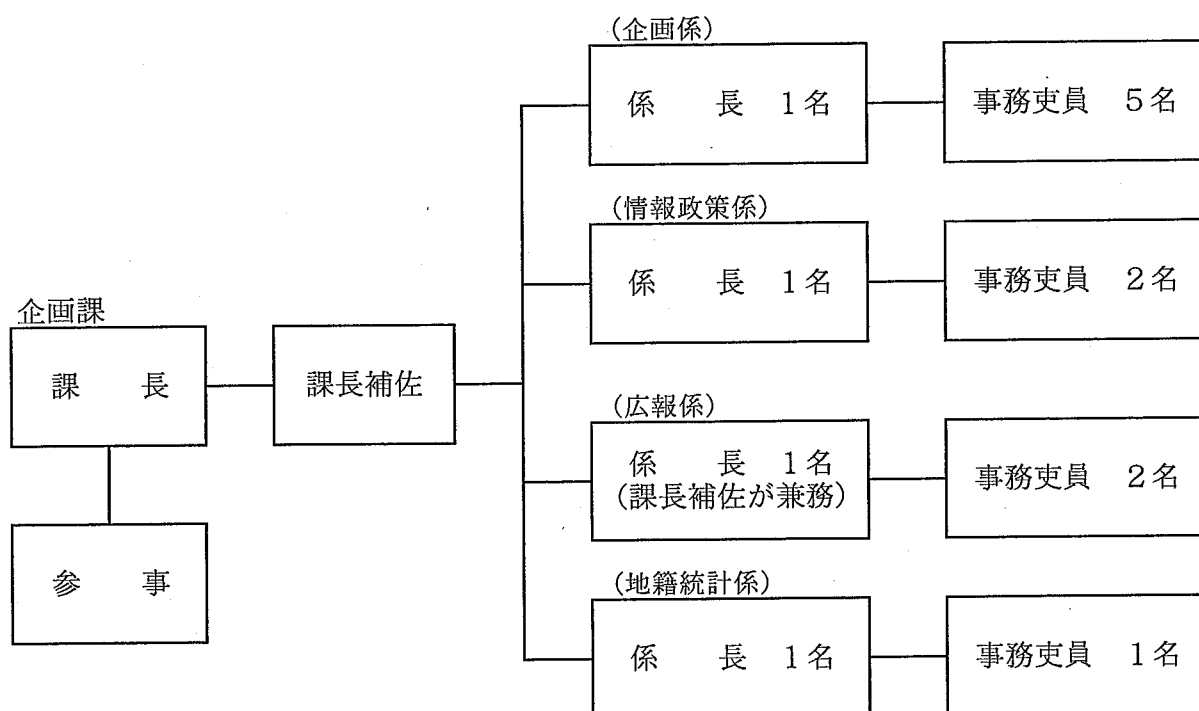 企画課
課　　長
参　　事
課長補佐
(企画係)
係　　長　1名
事務吏員　5名
(情報政策係)
係　　長　1名
事務吏員　2名
(広報係)
係　　長　1名
(課長補佐が兼務)
事務吏員　2名
(地籍統計係)
係　　長　1名
事務吏員　1名